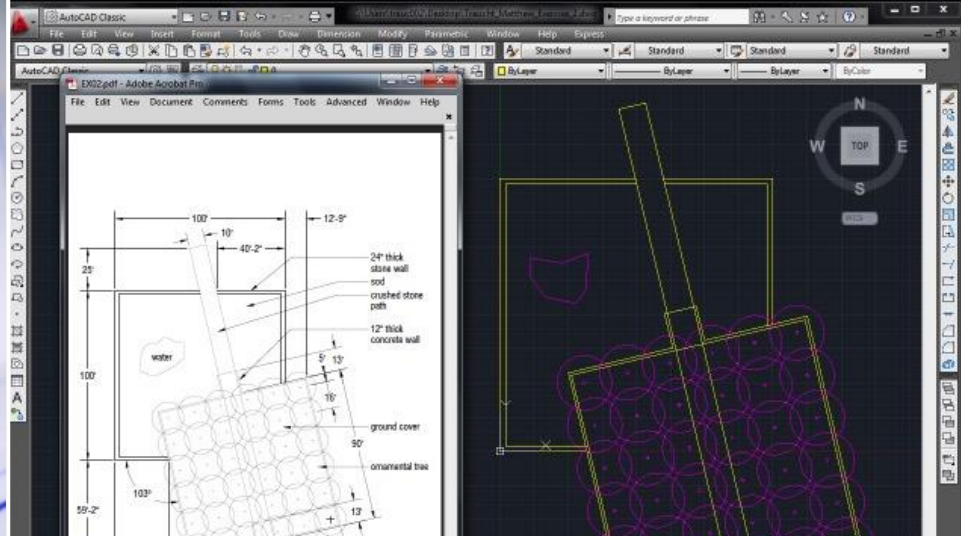 AutoCAD Classic
Type a keyword or phrase
File Edit View Insert Format Tools Draw Dimension Modify Parametric Window Help Express
Standard Standard Standard Standard
AutoCAD Classic ByLayer ByLayer ByLayer ByColor
EX02.pdf - Adobe Acrobat Pro
File Edit View Document Comments Forms Tools Advanced Window Help
100'
12'-9"
10'
40'-2"
25'
24" thick
stone wall
sod
crushed stone
path
12" thick
concrete wall
water
5' 13'
16'
100'
ground cover
90'
ornamental tree
103°
59'-2"
13'
N
W TOP E
S
WCS
X
Y